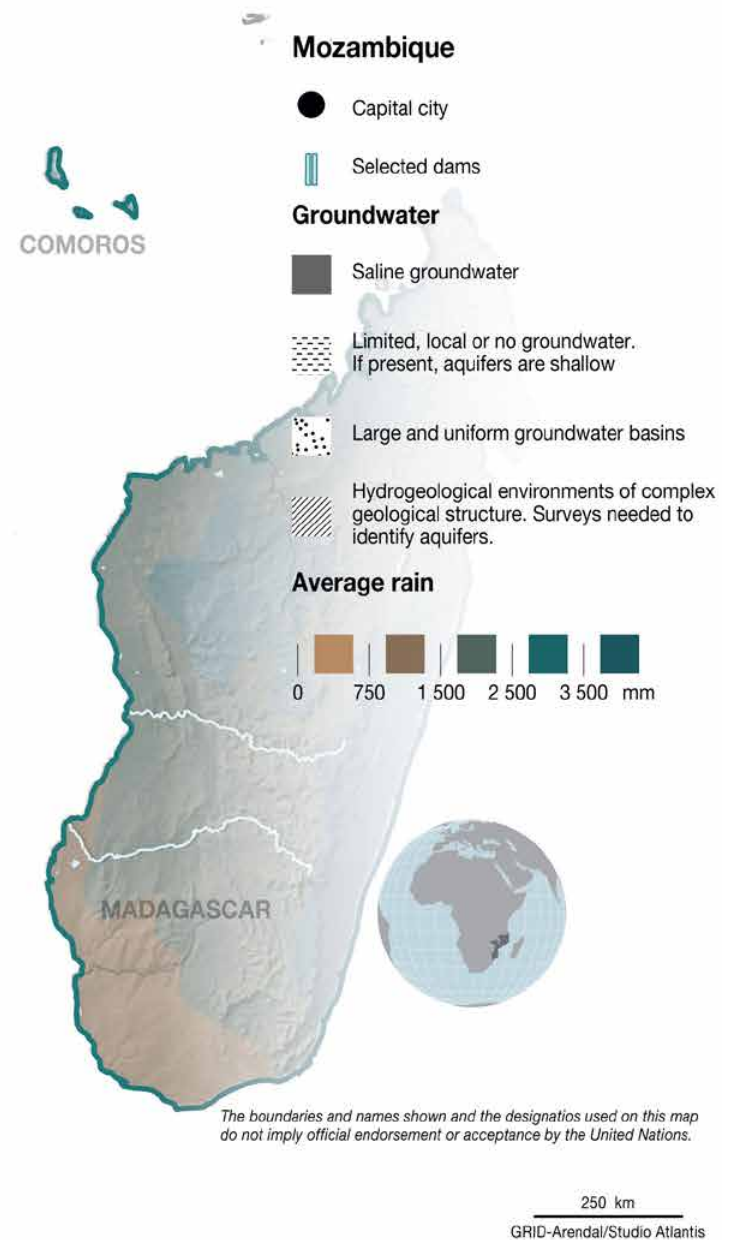 Mozambique
Capital city
Selected dams
COMOROS
Groundwater
Saline groundwater
Limited, local or no groundwater.
If present, aquifers are shallow
Large and uniform groundwater basins
Hydrogeological environments of complex
geological structure. Surveys needed to
identify aquifers.
Average rain
0 750 1 500 2 500 3 500 mm
MADAGASCAR
The boundaries and names shown and the designatios used on this map
do not imply official endorsement or acceptance by the United Nations.
250 km
GRID-Arendal/Studio Atlantis